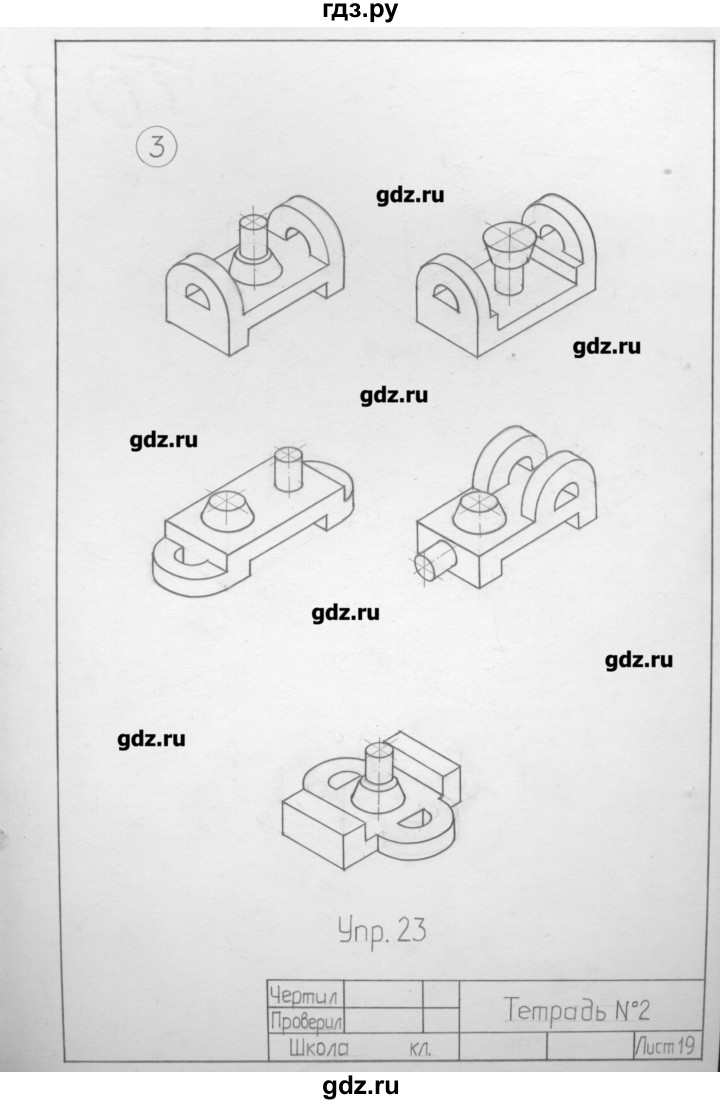 гдз.ру
3
gdz.ru
gdz.ru
gdz.ru
gdz.ru
gdz.ru
gdz.ru
gdz.ru
Упр. 23
Чертил
Тетрадь №2
Проверил
Школа кл. Лист 19
gdz.ru